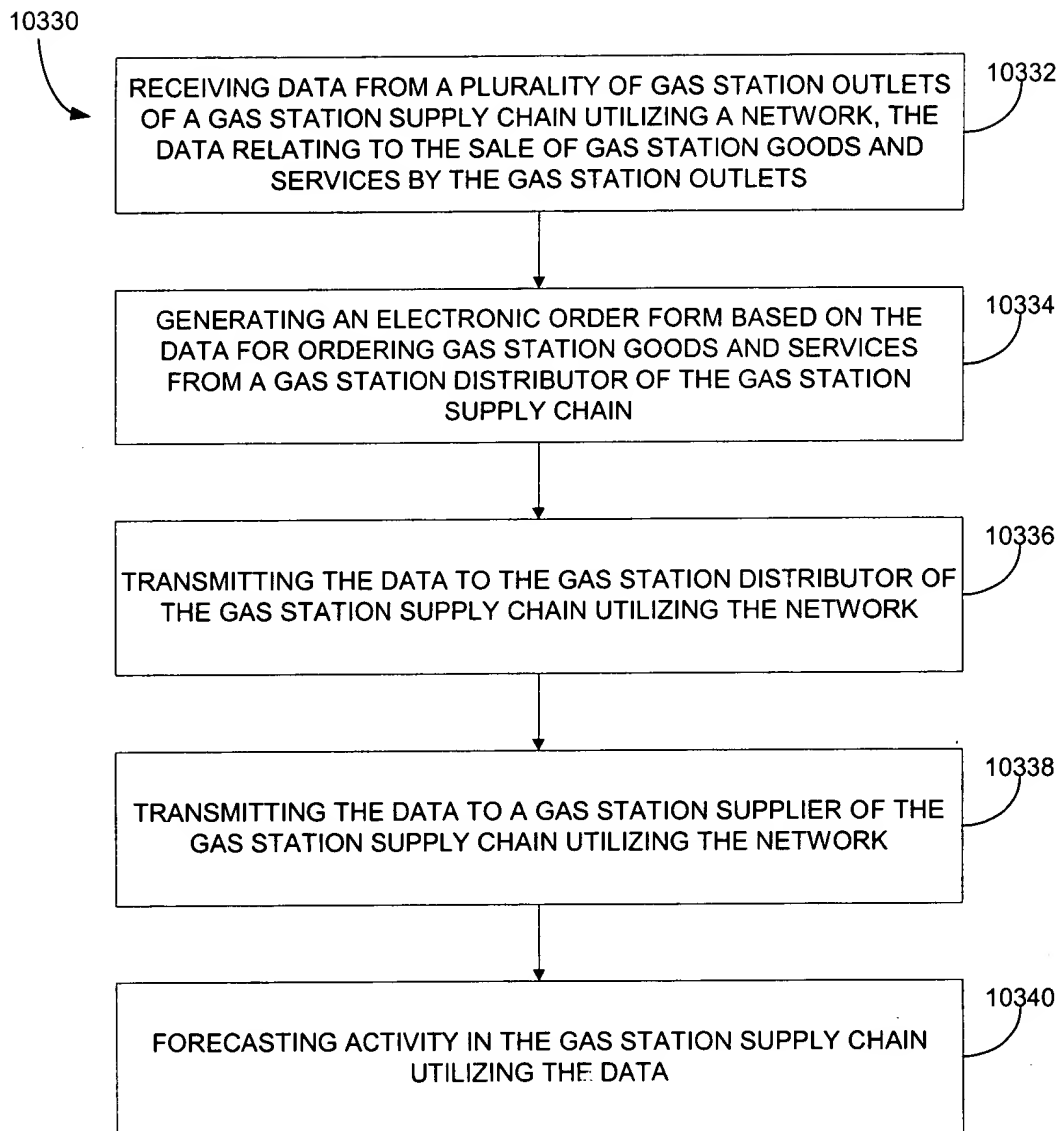 10330
10332
RECEIVING DATA FROM A PLURALITY OF GAS STATION OUTLETS
OF A GAS STATION SUPPLY CHAIN UTILIZING A NETWORK, THE
DATA RELATING TO THE SALE OF GAS STATION GOODS AND
SERVICES BY THE GAS STATION OUTLETS
10334
GENERATING AN ELECTRONIC ORDER FORM BASED ON THE
DATA FOR ORDERING GAS STATION GOODS AND SERVICES
FROM A GAS STATION DISTRIBUTOR OF THE GAS STATION
SUPPLY CHAIN
10336
TRANSMITTING THE DATA TO THE GAS STATION DISTRIBUTOR OF
THE GAS STATION SUPPLY CHAIN UTILIZING THE NETWORK
10338
TRANSMITTING THE DATA TO A GAS STATION SUPPLIER OF THE
GAS STATION SUPPLY CHAIN UTILIZING THE NETWORK
10340
FORECASTING ACTIVITY IN THE GAS STATION SUPPLY CHAIN
UTILIZING THE DATA